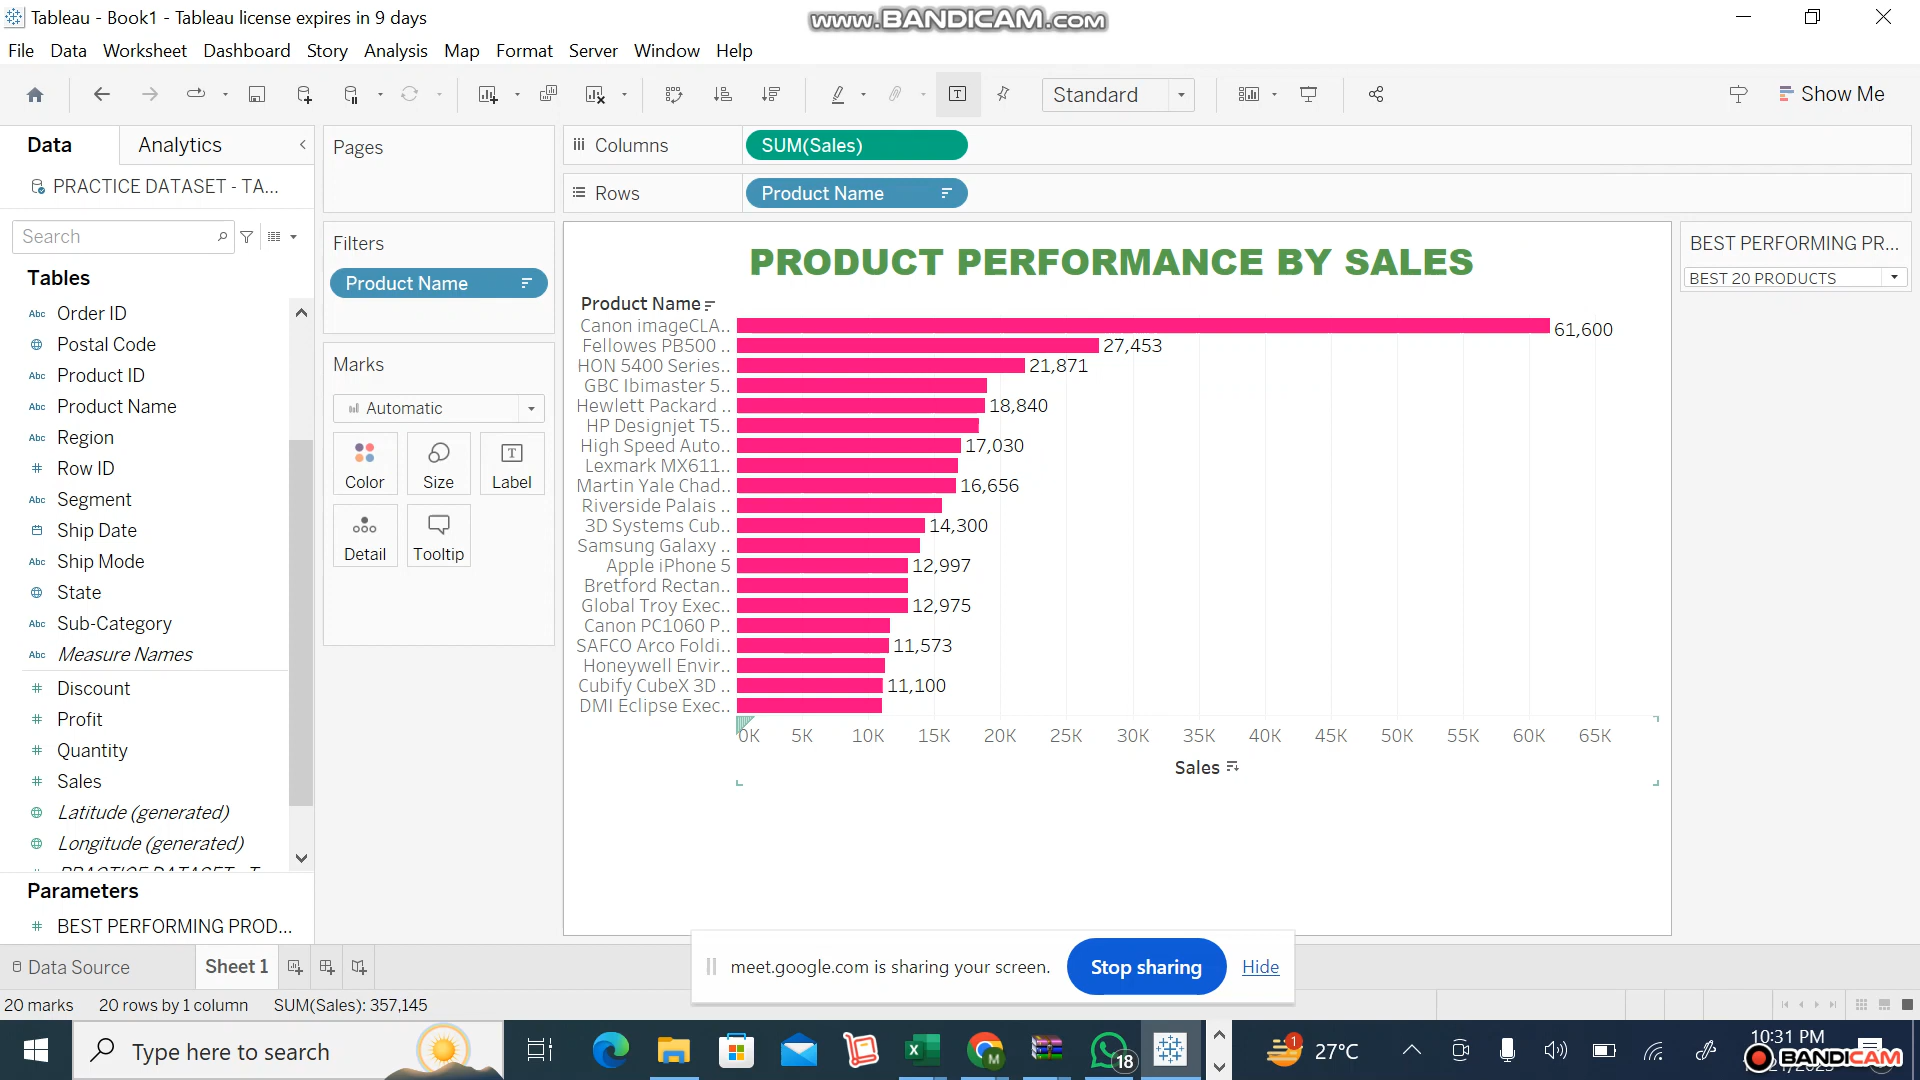 Tableau - Book1 - Tableau license expires in 9 days
www.BANDICAM.com
File Data Worksheet Dashboard Story Analysis Map Format Server Window Help
Standard
Show Me
Data
Analytics
PRACTICE DATASET - TA...
Search
Tables
Order ID
Postal Code
Product ID
Product Name
Region
Row ID
Segment
Ship Date
Ship Mode
State
Sub-Category
Measure Names
Discount
Profit
Quantity
Sales
Latitude (generated)
Longitude (generated)
Parameters
BEST PERFORMING PROD...
Pages
Filters
Product Name
Marks
Automatic
Color
Size
Label
Detail
Tooltip
Columns
SUM(Sales)
Rows
Product Name
PRODUCT PERFORMANCE BY SALES
Product Name
Canon imageCLA.. 61,600
Fellowes PB500 .. 27,453
HON 5400 Series.. 21,871
GBC Ibimaster 5..
Hewlett Packard .. 18,840
HP Designjet T5..
High Speed Auto.. 17,030
Lexmark MX611..
Martin Yale Chad.. 16,656
Riverside Palais ..
3D Systems Cub.. 14,300
Samsung Galaxy ..
Apple iPhone 5 12,997
Bretford Rectan..
Global Troy Exec.. 12,975
Canon PC1060 P..
SAFCO Arco Foldi.. 11,573
Honeywell Envir..
Cubify CubeX 3D .. 11,100
DMI Eclipse Exec..
0K 5K 10K 15K 20K 25K 30K 35K 40K 45K 50K 55K 60K 65K
Sales
BEST PERFORMING PR...
BEST 20 PRODUCTS
meet.google.com is sharing your screen.
Stop sharing
Hide
Data Source
Sheet 1
20 marks 20 rows by 1 column SUM(Sales): 357,145
Type here to search
18
1
27°C
10:31 PM
BANDICAM